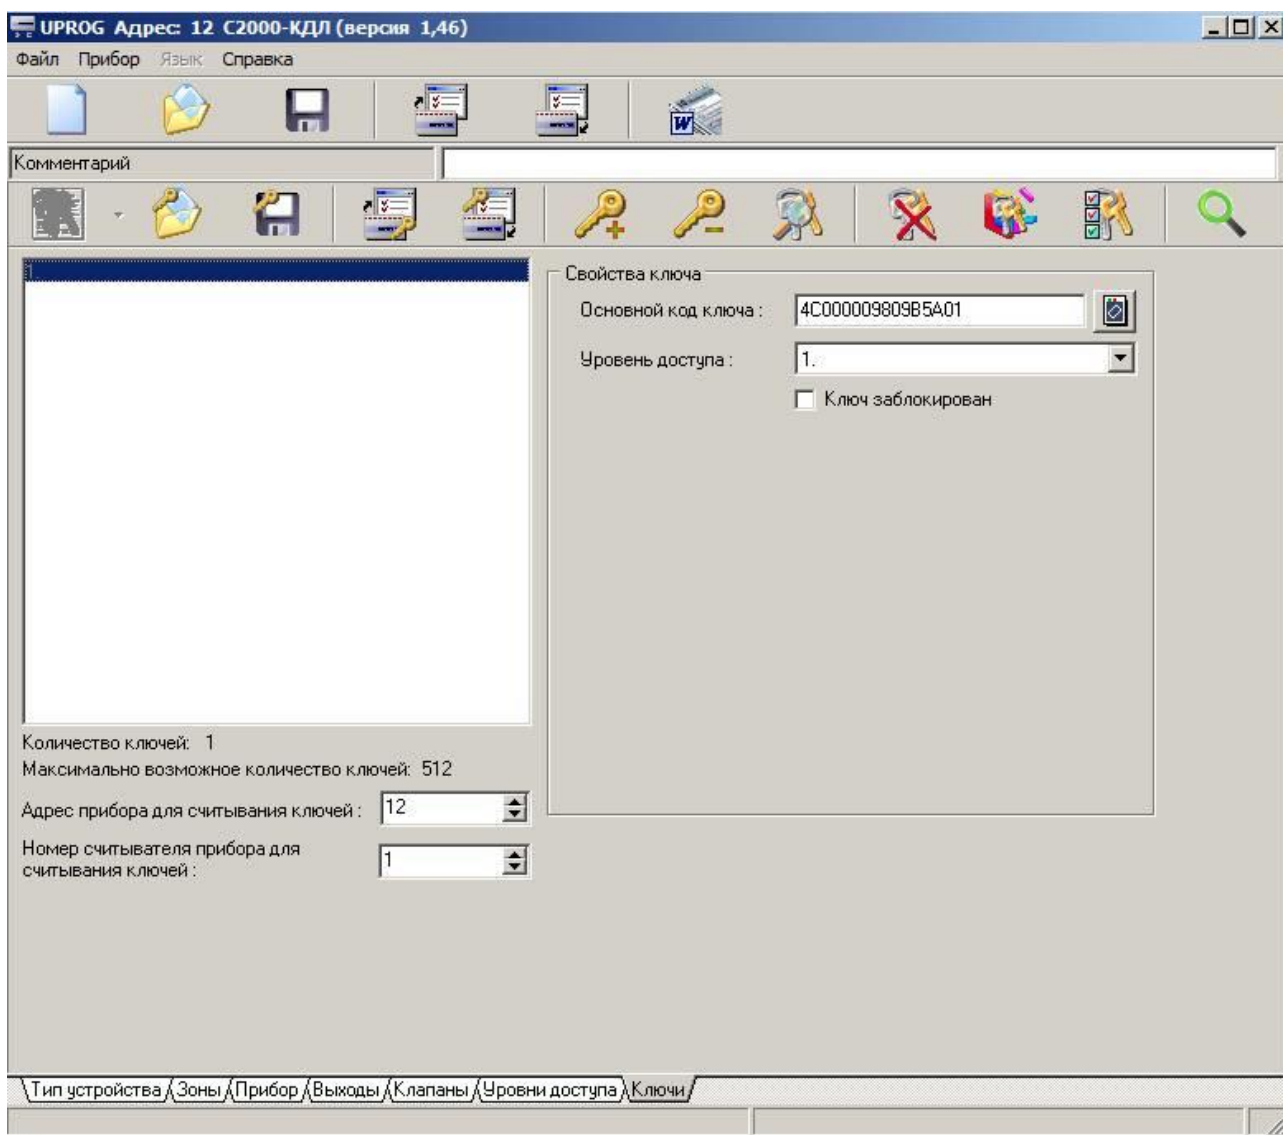 UPROG Адрес: 12 С2000-КДЛ (версия 1,46)
Файл Прибор Язык Справка
W
Комментарий
1.
Свойства ключа
Основной код ключа :
4C000009809B5A01
Уровень доступа :
1.
Ключ заблокирован
Количество ключей: 1
Максимально возможное количество ключей: 512
Адрес прибора для считывания ключей :
12
Номер считывателя прибора для
считывания ключей :
1
Тип устройства Зоны Прибор Выходы Клапаны Уровни доступа Ключи